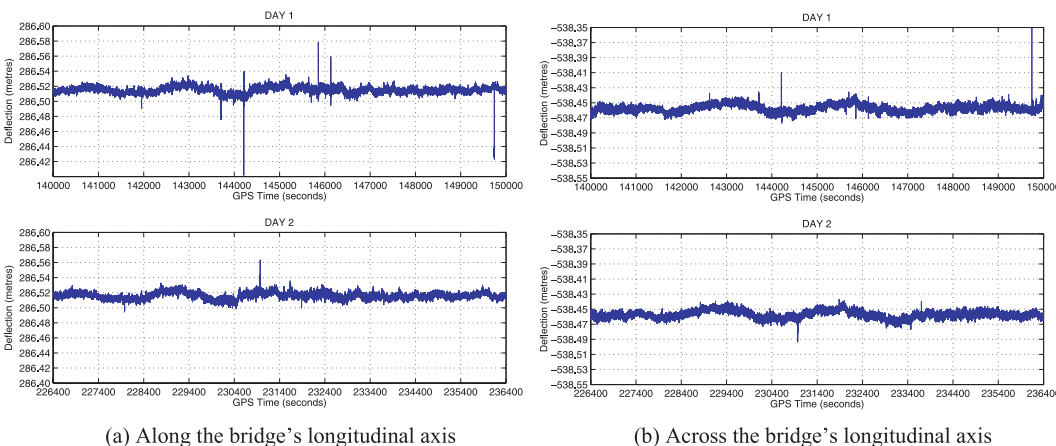 DAY 1
286,60
286,58
286,56
286,54
286,52
286,50
286,48
286,46
286,44
286,42
Deflection (metres)
140000 141000 142000 143000 144000 145000 146000 147000 148000 149000 150000
GPS Time (seconds)
DAY 2
286,60
286,58
286,56
286,54
286,52
286,50
286,48
286,46
286,44
286,42
286,40
Deflection (metres)
226400 227400 228400 229400 230400 231400 232400 233400 234400 235400 236400
GPS Time (seconds)
(a) Along the bridge's longitudinal axis
DAY 1
−538.35
−538.37
−538.39
−538.41
−538.43
−538.45
−538.47
−538.49
−538.51
−538.53
−538.55
Deflection (metres)
140000 141000 142000 143000 144000 145000 146000 147000 148000 149000 150000
GPS Time (seconds)
DAY 2
−538.35
−538.37
−538.39
−538.41
−538.43
−538.45
−538.47
−538.49
−538.51
−538.53
−538.55
Deflection (metres)
226400 227400 228400 229400 230400 231400 232400 233400 234400 235400 236400
GPS Time (seconds)
(b) Across the bridge's longitudinal axis